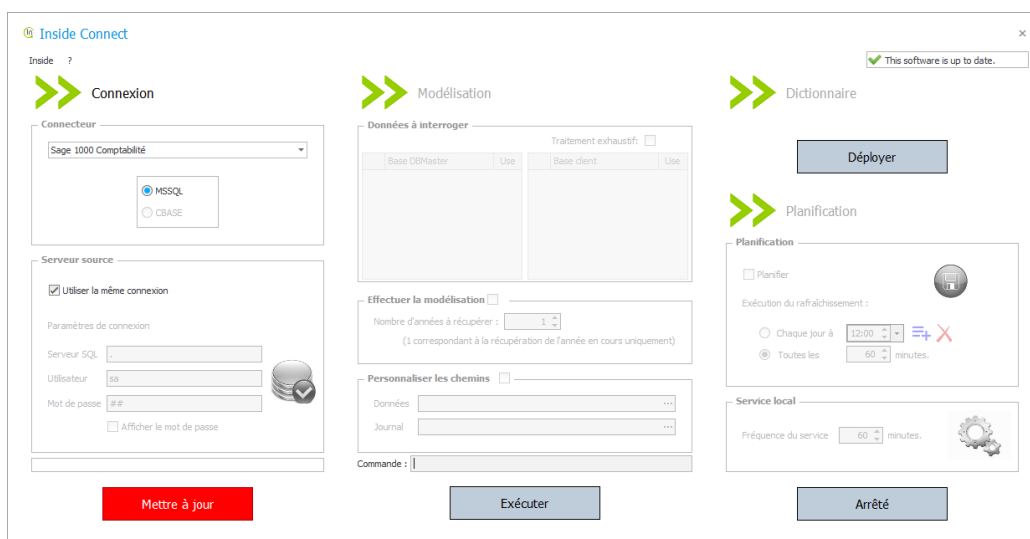 Inside Connect
Inside ?
This software is up to date.
Connexion
Connecteur
Sage 1000 Comptabilité
MSSQL
CBASE
Serveur source
Utiliser la même connexion
Paramètres de connexion
Serveur SQL .
Utilisateur sa
Mot de passe ##
Afficher le mot de passe
Mettre à jour
Modélisation
Données à interroger
Traitement exhaustif:
Base DBMaster Use Base client Use
Effectuer la modélisation
Nombre d'années à récupérer : 1
(1 correspondant à la récupération de l'année en cours uniquement)
Personnaliser les chemins
Données ...
Journal ...
Commande :
Exécuter
Dictionnaire
Déployer
Planification
Planification
Planifier
Exécution du rafraîchissement :
Chaque jour à 12:00
Toutes les 60 minutes.
Service local
Fréquence du service 60 minutes.
Arrêté